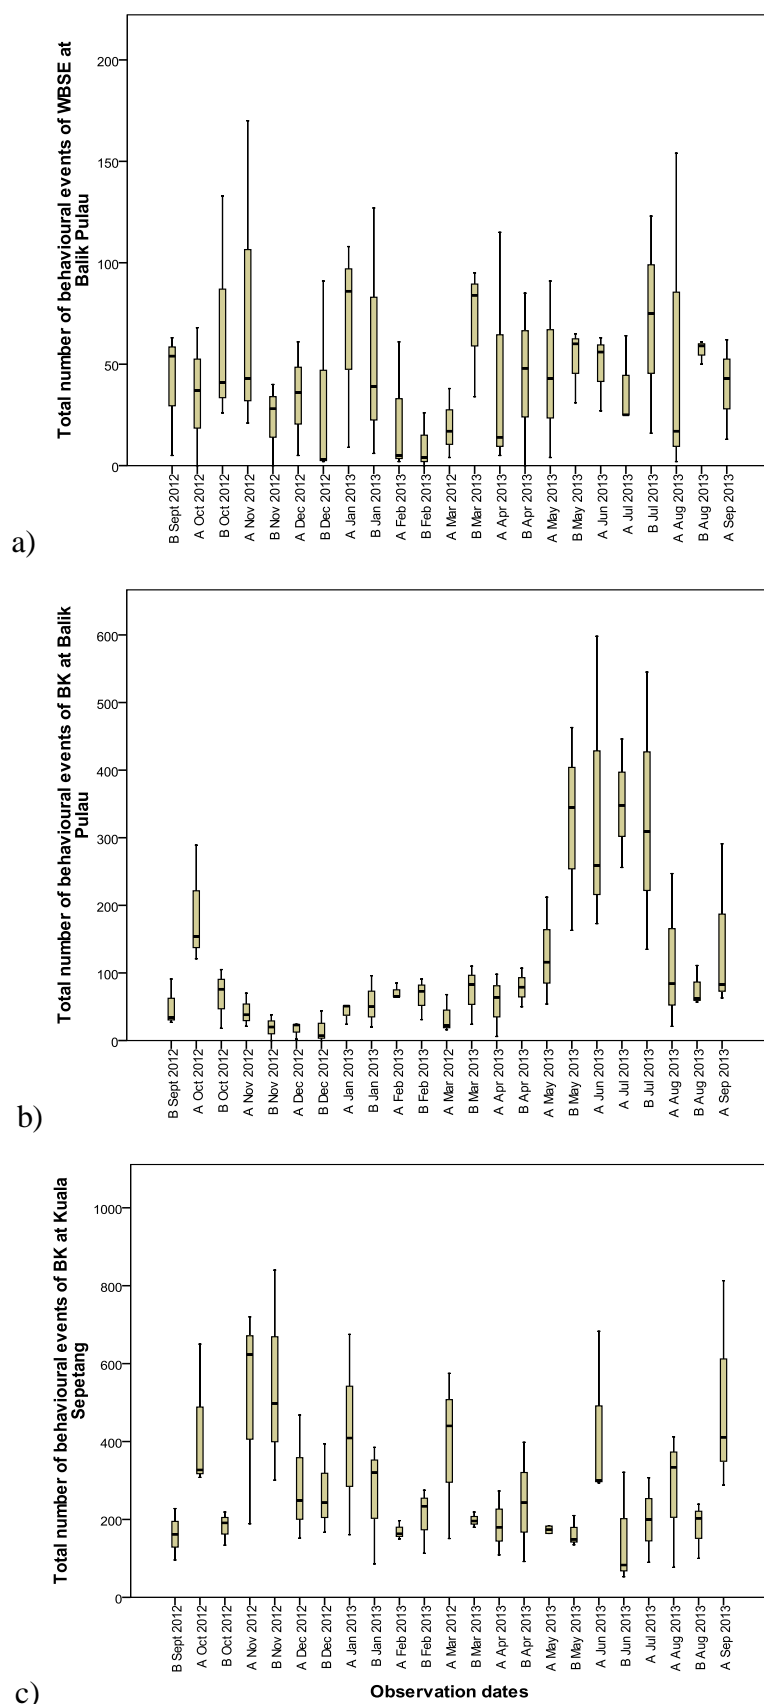 Total number of behavioural events of WBSE at
Balik Pulau
200
150
100
50
0
B Sept 2012
A Oct 2012
B Oct 2012
A Nov 2012
B Nov 2012
A Dec 2012
B Dec 2012
A Jan 2013
B Jan 2013
A Feb 2013
B Feb 2013
A Mar 2012
B Mar 2013
A Apr 2013
B Apr 2013
A May 2013
B May 2013
A Jun 2013
A Jul 2013
B Jul 2013
A Aug 2013
B Aug 2013
A Sep 2013
a)
Total number of behavioural events of BK at Balik
Pulau
600
500
400
300
200
100
0
B Sept 2012
A Oct 2012
B Oct 2012
A Nov 2012
B Nov 2012
A Dec 2012
B Dec 2012
A Jan 2013
B Jan 2013
A Feb 2013
B Feb 2013
A Mar 2012
B Mar 2013
A Apr 2013
B Apr 2013
A May 2013
B May 2013
A Jun 2013
A Jul 2013
B Jul 2013
A Aug 2013
B Aug 2013
A Sep 2013
b)
Total number of behavioural events of BK at Kuala
Sepetang
1000
800
600
400
200
0
B Sept 2012
A Oct 2012
B Oct 2012
A Nov 2012
B Nov 2012
A Dec 2012
B Dec 2012
A Jan 2013
B Jan 2013
A Feb 2013
B Feb 2013
A Mar 2012
B Mar 2013
A Apr 2013
B Apr 2013
A May 2013
B May 2013
A Jun 2013
B Jun 2013
A Jul 2013
A Aug 2013
B Aug 2013
A Sep 2013
Observation dates
c)